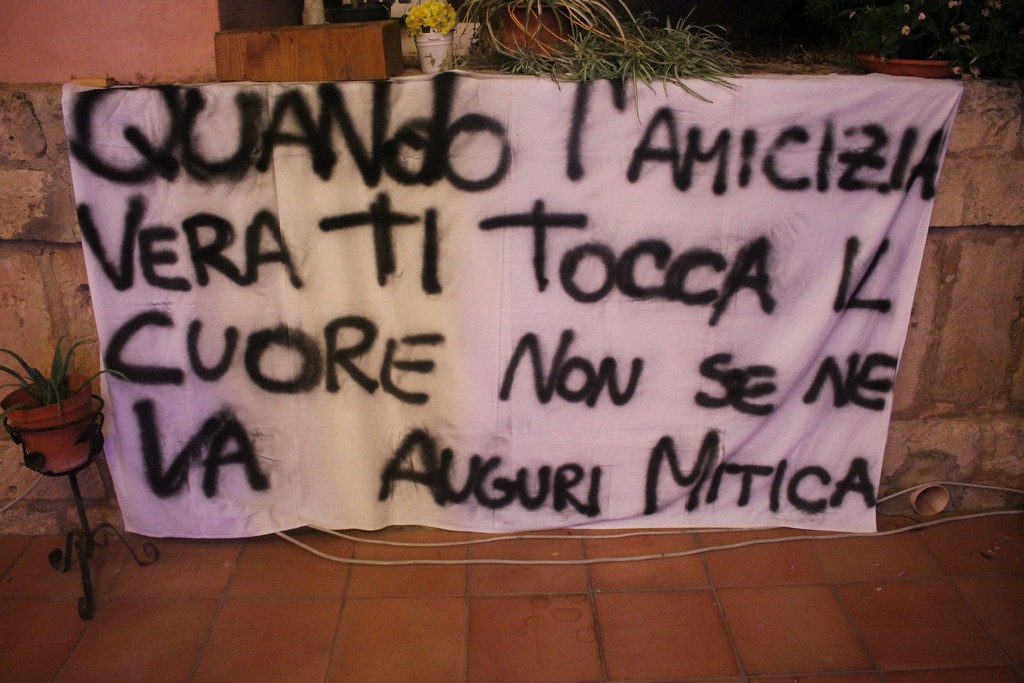 QUANdO l'AMICIZIA
VERA TI TOCCA IL
CUORE NON SE NE
VA AUGURI MITICA